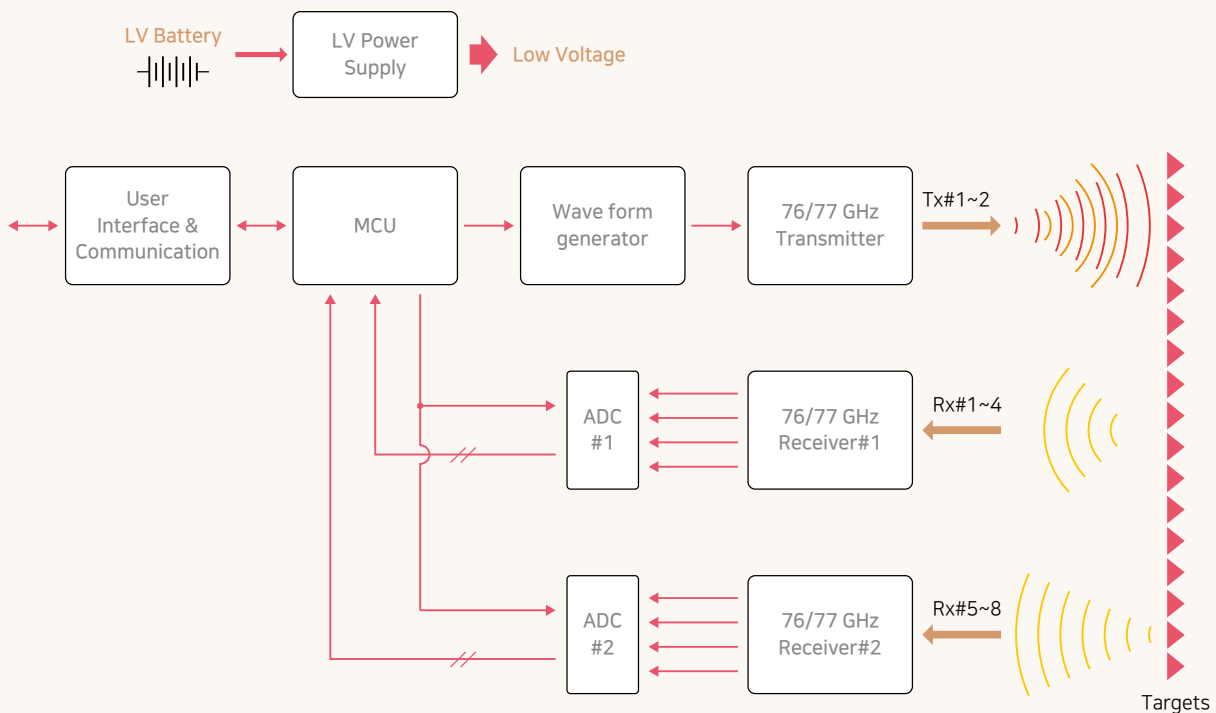 LV Battery
LV Power
Supply
Low Voltage
User
Interface &
Communication
MCU
Wave form
generator
76/77 GHz
Transmitter
Tx#1~2
ADC
#1
76/77 GHz
Receiver#1
Rx#1~4
ADC
#2
76/77 GHz
Receiver#2
Rx#5~8
Targets